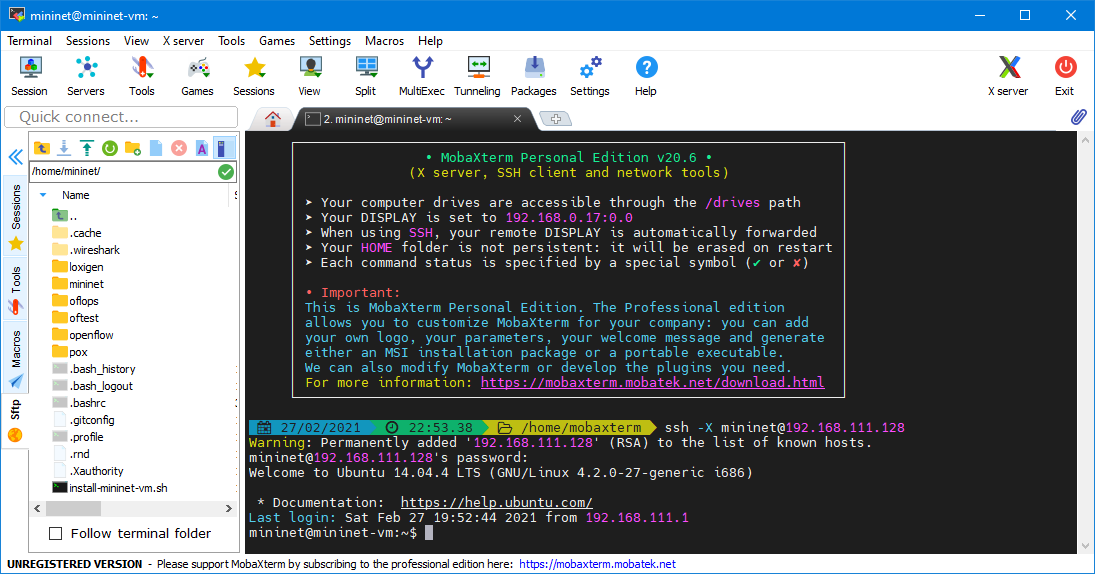 mininet@mininet-vm: ~
Terminal Sessions View X server Tools Games Settings Macros Help
Session Servers Tools Games Sessions View Split MultiExec Tunneling Packages Settings Help X server Exit
Quick connect...
2. mininet@mininet-vm: ~
/home/mininet/
Name
..
.cache
.wireshark
loxigen
mininet
oflops
oftest
openflow
pox
.bash_history
.bash_logout
.bashrc
.gitconfig
.profile
.rnd
.Xauthority
install-mininet-vm.sh
Follow terminal folder
Sessions
Tools
Macros
Sftp
• MobaXterm Personal Edition v20.6 •
(X server, SSH client and network tools)
➤ Your computer drives are accessible through the /drives path
➤ Your DISPLAY is set to 192.168.0.17:0.0
➤ When using SSH, your remote DISPLAY is automatically forwarded
➤ Your HOME folder is not persistent: it will be erased on restart
➤ Each command status is specified by a special symbol (✔ or ✘)
• Important:
This is MobaXterm Personal Edition. The Professional edition
allows you to customize MobaXterm for your company: you can add
your own logo, your parameters, your welcome message and generate
either an MSI installation package or a portable executable.
We can also modify MobaXterm or develop the plugins you need.
For more information: https://mobaxterm.mobatek.net/download.html
27/02/2021 22:53.38 /home/mobaxterm ssh -X mininet@192.168.111.128
Warning: Permanently added '192.168.111.128' (RSA) to the list of known hosts.
mininet@192.168.111.128's password:
Welcome to Ubuntu 14.04.4 LTS (GNU/Linux 4.2.0-27-generic i686)
* Documentation: https://help.ubuntu.com/
Last login: Sat Feb 27 19:52:44 2021 from 192.168.111.1
mininet@mininet-vm:~$
UNREGISTERED VERSION - Please support MobaXterm by subscribing to the professional edition here: https://mobaxterm.mobatek.net